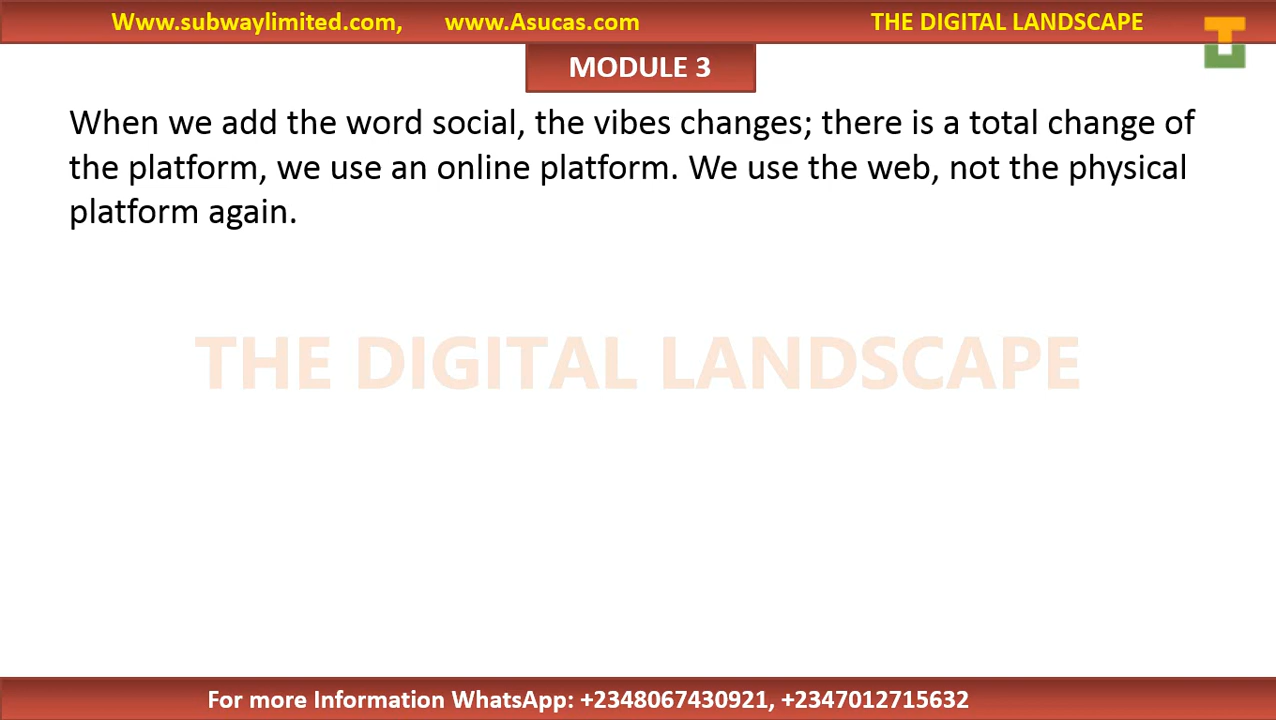 Www.subwaylimited.com, www.Asucas.com THE DIGITAL LANDSCAPE
MODULE 3
When we add the word social, the vibes changes; there is a total change of
the platform, we use an online platform. We use the web, not the physical
platform again.
THE DIGITAL LANDSCAPE
For more Information WhatsApp: +2348067430921, +2347012715632